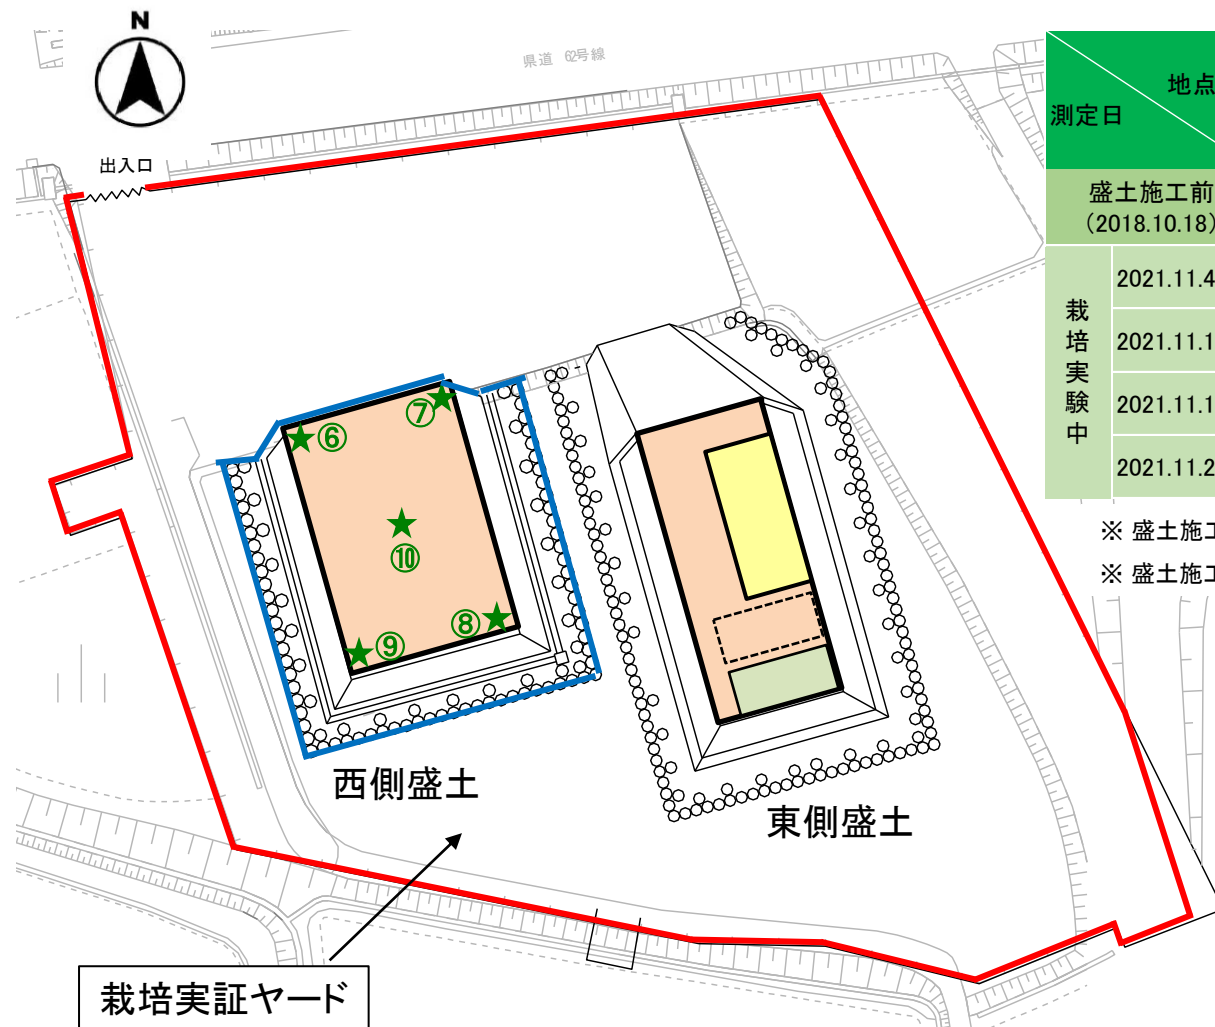 N
県道 62号線
出入口
地点
測定日
盛土施工前
(2018.10.18)
栽培実験中
2021.11.4
2021.11.1
2021.11.1
2021.11.2
※ 盛土施工
※ 盛土施工
⑦
⑥
⑩
⑧
⑨
西側盛土
東側盛土
栽培実証ヤード